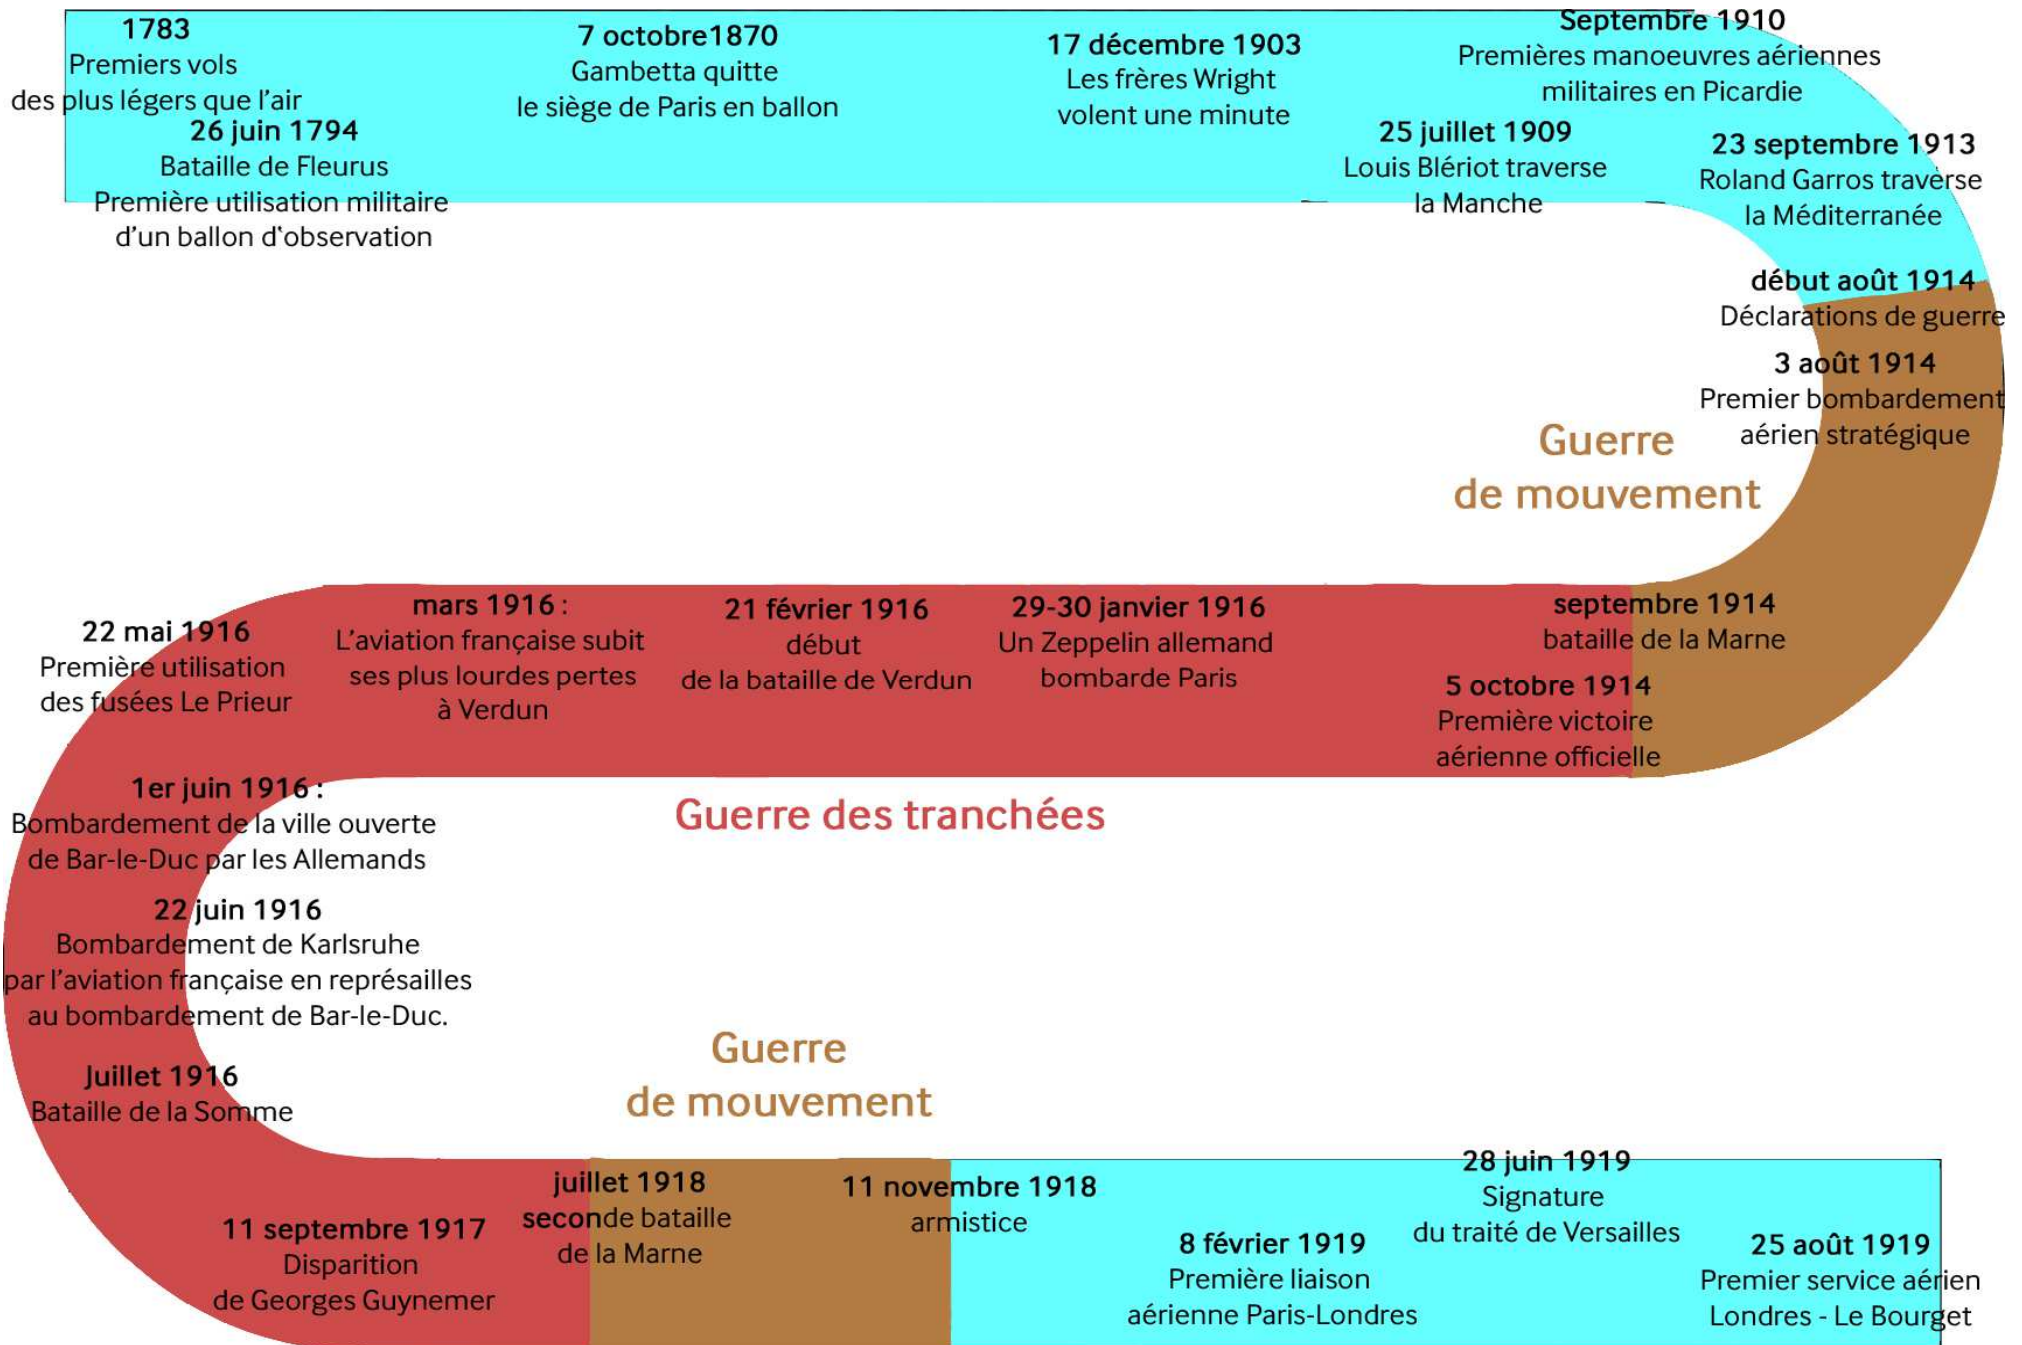 1783
Premiers vols
des plus légers que l'air
26 juin 1794
Bataille de Fleurus
Première utilisation militaire
d'un ballon d'observation
7 octobre1870
Gambetta quitte
le siège de Paris en ballon
17 décembre 1903
Les frères Wright
volent une minute
25 juillet 1909
Louis Blériot traverse
la Manche
Septembre 1910
Premières manoeuvres aériennes
militaires en Picardie
23 septembre 1913
Roland Garros traverse
la Méditerranée
début août 1914
Déclarations de guerre
3 août 1914
Premier bombardement
aérien stratégique
Guerre
de mouvement
septembre 1914
bataille de la Marne
5 octobre 1914
Première victoire
aérienne officielle
29-30 janvier 1916
Un Zeppelin allemand
bombarde Paris
21 février 1916
début
de la bataille de Verdun
mars 1916 :
L'aviation française subit
ses plus lourdes pertes
à Verdun
22 mai 1916
Première utilisation
des fusées Le Prieur
Guerre des tranchées
1er juin 1916 :
Bombardement de la ville ouverte
de Bar-le-Duc par les Allemands
22 juin 1916
Bombardement de Karlsruhe
par l'aviation française en représailles
au bombardement de Bar-le-Duc.
Juillet 1916
Bataille de la Somme
11 septembre 1917
Disparition
de Georges Guynemer
Guerre
de mouvement
juillet 1918
seconde bataille
de la Marne
11 novembre 1918
armistice
8 février 1919
Première liaison
aérienne Paris-Londres
28 juin 1919
Signature
du traité de Versailles
25 août 1919
Premier service aérien
Londres - Le Bourget